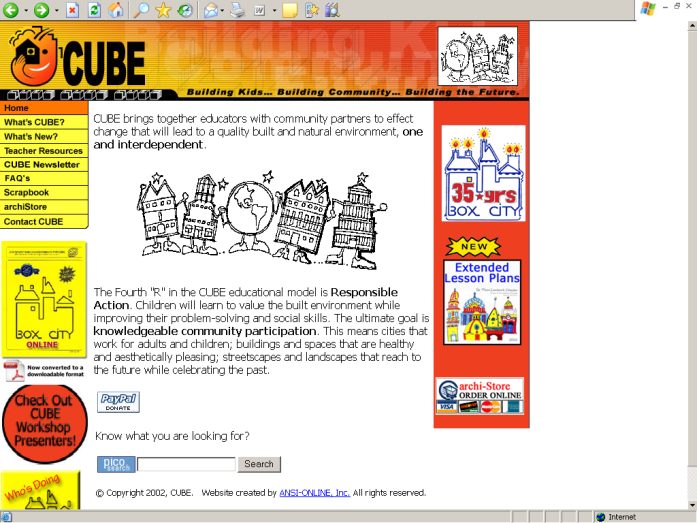 CUBE
Building Kids... Building Community... Building the Future.
Home
What's CUBE?
What's New?
Teacher Resources
CUBE Newsletter
FAQ's
Scrapbook
archiStore
Contact CUBE
BOX CITY
ONLINE
Now converted to a
downloadable format
Check Out
CUBE
Workshop
Presenters!
Who's Doing
CUBE brings together educators with community partners to effect
change that will lead to a quality built and natural environment, one
and interdependent.
The Fourth "R" in the CUBE educational model is Responsible
Action. Children will learn to value the built environment while
improving their problem-solving and social skills. The ultimate goal is
knowledgeable community participation. This means cities that
work for adults and children; buildings and spaces that are healthy
and aesthetically pleasing; streetscapes and landscapes that reach to
the future while celebrating the past.
PayPal
DONATE
Know what you are looking for?
pico
search
Search
© Copyright 2002, CUBE. Website created by ANSI-ONLINE, Inc. All rights reserved.
35 yrs
BOX CITY
NEW
Extended
Lesson Plans
archi-Store
ORDER ONLINE
VISA
Internet